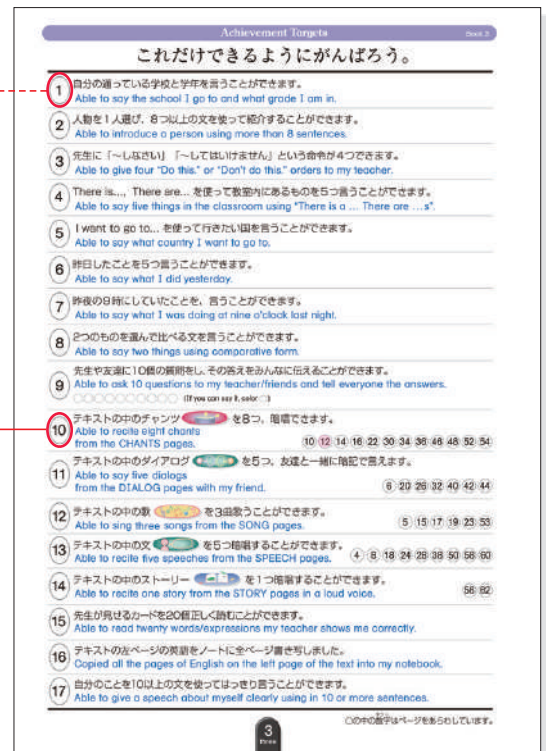 Achievement Targets
Book 3
これだけできるようにがんばろう。
1 自分の通っている学校と学年を言うことができます。
Able to say the school I go to and what grade I am in.
2 人物を1人選び、8つ以上の文を使って紹介することができます。
Able to introduce a person using more than 8 sentences.
3 先生に「～しなさい」「～してはいけません」という命令が4つできます。
Able to give four "Do this." or "Don't do this." orders to my teacher.
4 There is..., There are... を使って教室内にあるものを5つ言うことができます。
Able to say five things in the classroom using "There is a ... There are ...s".
5 I want to go to... を使って行きたい国を言うことができます。
Able to say what country I want to go to.
6 昨日したことを5つ言うことができます。
Able to say what I did yesterday.
7 昨夜の9時にしていたことを、言うことができます。
Able to say what I was doing at nine o'clock last night.
8 2つのものを選んで比べる文を言うことができます。
Able to say two things using comparative form.
9 先生や友達に10個の質問をし、その答えをみんなに伝えることができます。
Able to ask 10 questions to my teacher/friends and tell everyone the answers.
○○○○○○○○○○ (If you can say it, color ○)
10 テキストの中のチャンツ を8つ、暗唱できます。
Able to recite eight chants
from the CHANTS pages. 10 12 14 16 22 30 34 36 46 48 52 54
11 テキストの中のダイアログ を5つ、友達と一緒に暗記で言えます。
Able to say five dialogs
from the DIALOG pages with my friend. 6 20 26 32 40 42 44
12 テキストの中の歌 を3曲歌うことができます。
Able to sing three songs from the SONG pages. 5 15 17 19 23 53
13 テキストの中の文 を5つ暗唱することができます。
Able to recite five speeches from the SPEECH pages. 4 8 18 24 28 38 50 58 60
14 テキストの中のストーリー を1つ暗唱することができます。
Able to recite one story from the STORY pages in a loud voice. 56 62
15 先生が見せるカードを20個正しく読むことができます。
Able to read twenty words/expressions my teacher shows me correctly.
16 テキストの左ページの英語をノートに全ページ書き写しました。
Copied all the pages of English on the left page of the text into my notebook.
17 自分のことを10以上の文を使ってはっきり言うことができます。
Able to give a speech about myself clearly using in 10 or more sentences.
○の中の数字はページをあらわしています。
3